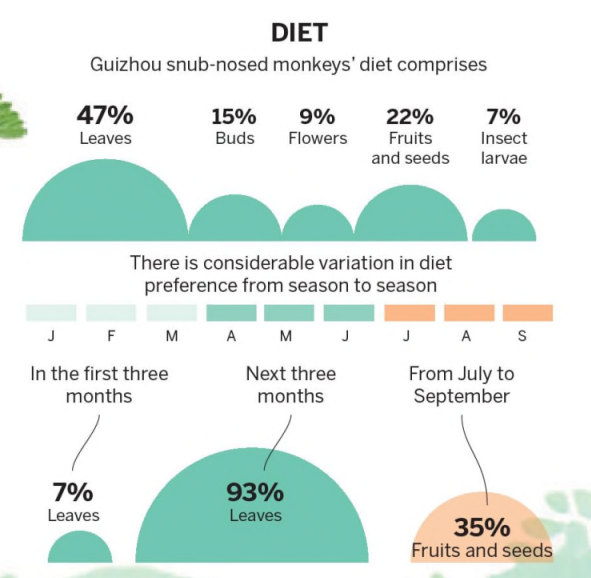 DIET
Guizhou snub-nosed monkeys' diet comprises
47%
Leaves
15%
Buds
9%
Flowers
22%
Fruits
and seeds
7%
Insect
larvae
There is considerable variation in diet
preference from season to season
J F M A M J J A S
In the first three
months
Next three
months
From July to
September
7%
Leaves
93%
Leaves
35%
Fruits and seeds